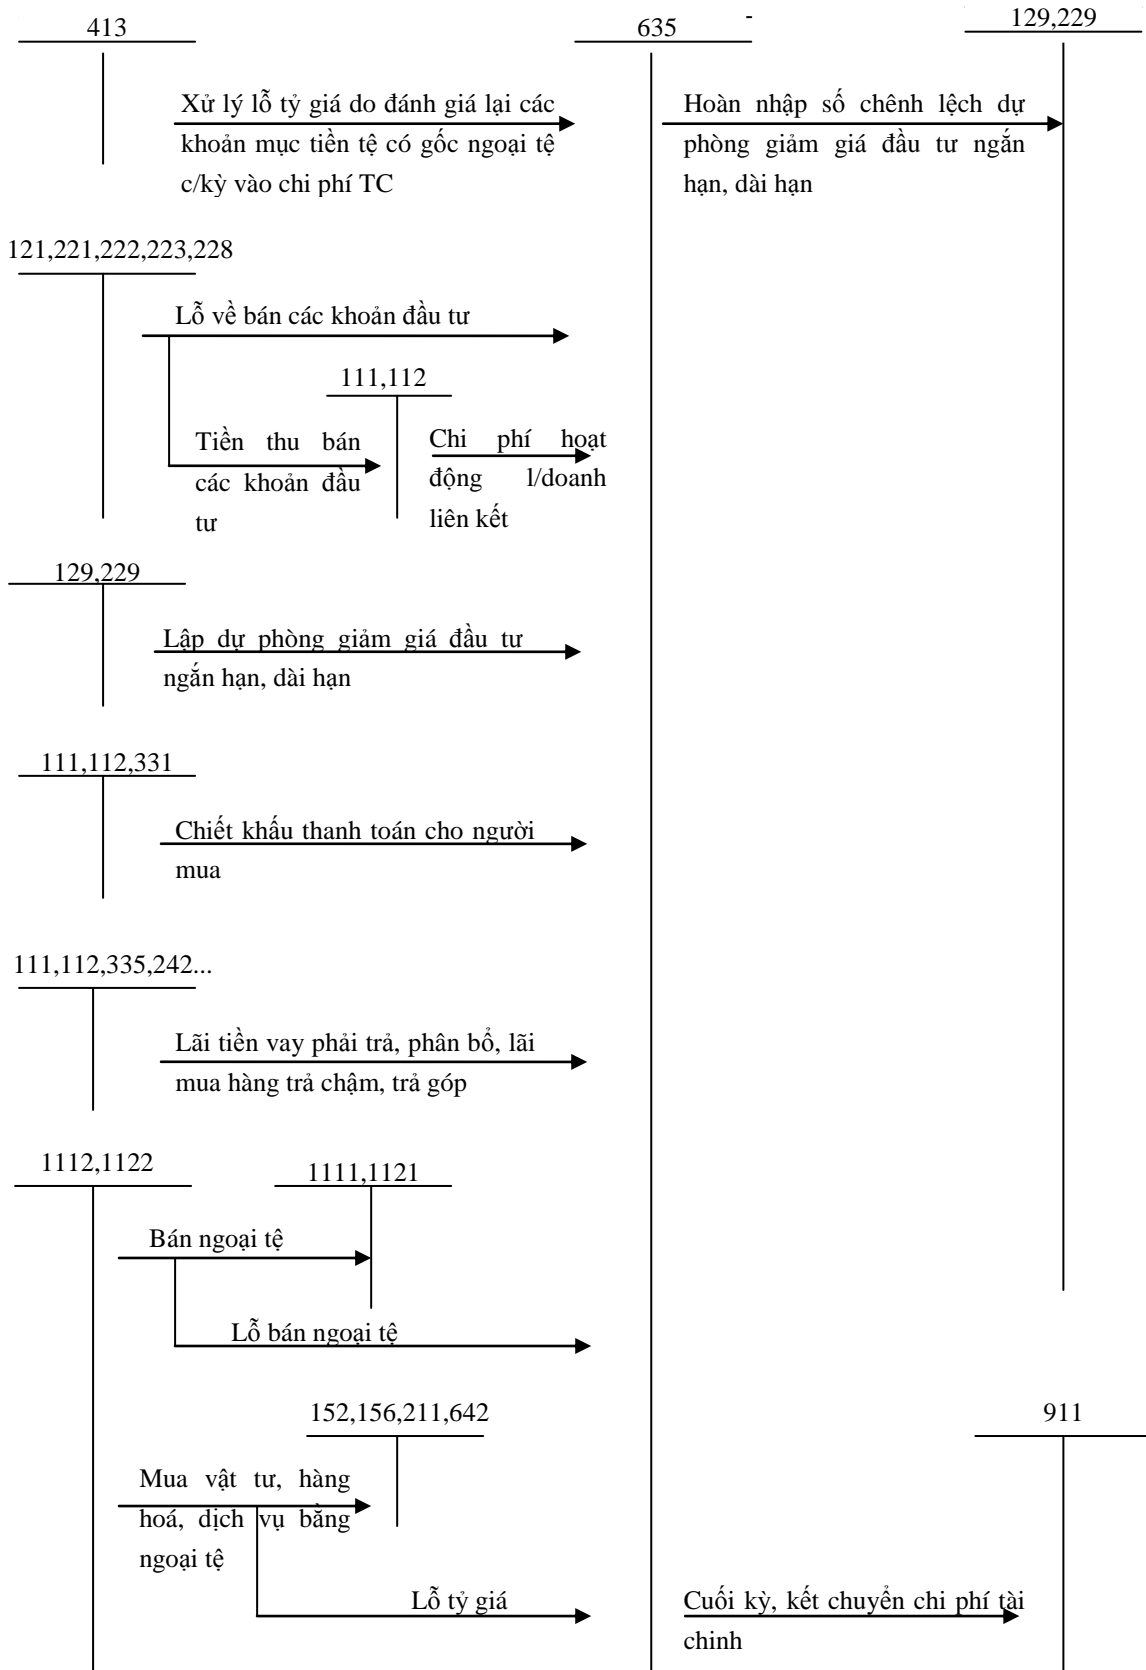 413
635
129,229
Xử lý lỗ tỷ giá do đánh giá lại các
khoản mục tiền tệ có gốc ngoại tệ
c/kỳ vào chi phí TC
Hoàn nhập số chênh lệch dự
phòng giảm giá đầu tư ngắn
hạn, dài hạn
121,221,222,223,228
Lỗ về bán các khoản đầu tư
111,112
Tiền thu bán
các khoản đầu
tư
Chi phí hoạt
động l/doanh
liên kết
129,229
Lập dự phòng giảm giá đầu tư
ngắn hạn, dài hạn
111,112,331
Chiết khấu thanh toán cho người
mua
111,112,335,242...
Lãi tiền vay phải trả, phân bổ, lãi
mua hàng trả chậm, trả góp
1112,1122
1111,1121
Bán ngoại tệ
Lỗ bán ngoại tệ
152,156,211,642
911
Mua vật tư, hàng
hoá, dịch vụ bằng
ngoại tệ
Lỗ tỷ giá
Cuối kỳ, kết chuyển chi phí tài
chinh